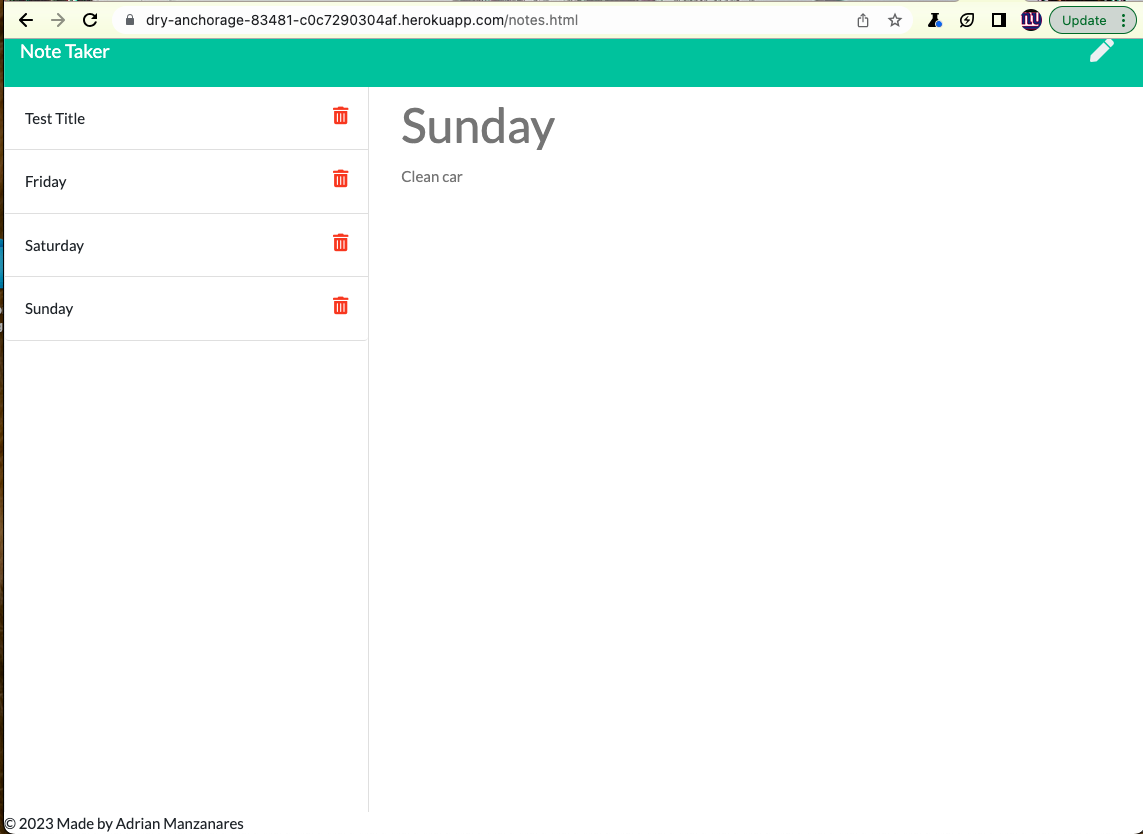 dry-anchorage-83481-c0c7290304af.herokuapp.com/notes.html
Update
Note Taker
Test Title
Friday
Saturday
Sunday
Sunday
Clean car
© 2023 Made by Adrian Manzanares